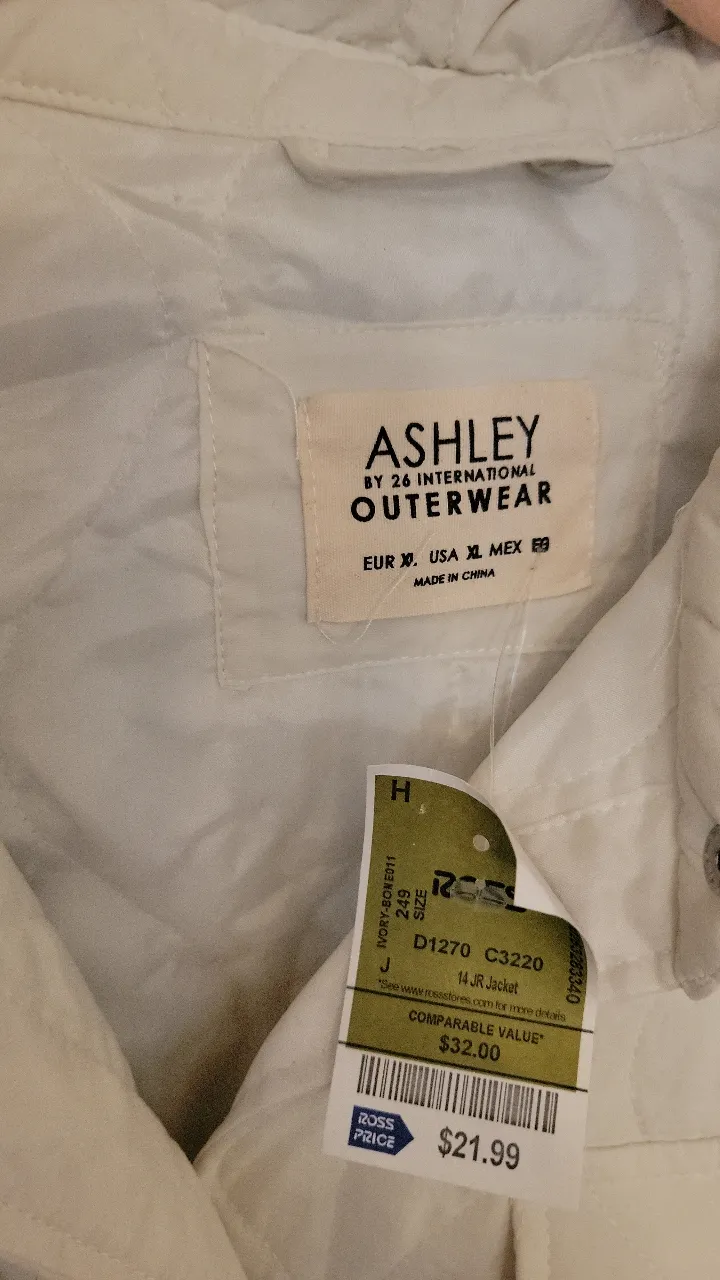 ASHLEY
BY 26 INTERNATIONAL
OUTERWEAR
EUR XL USA XL MEX
MADE IN CHINA
H
ROSS
IVORY-BONE011
249
SIZE
D1270 C3220
J
14 JR Jacket
*See www.rossstores.com for more details
COMPARABLE VALUE*
$32.00
ROSS
PRICE
$21.99